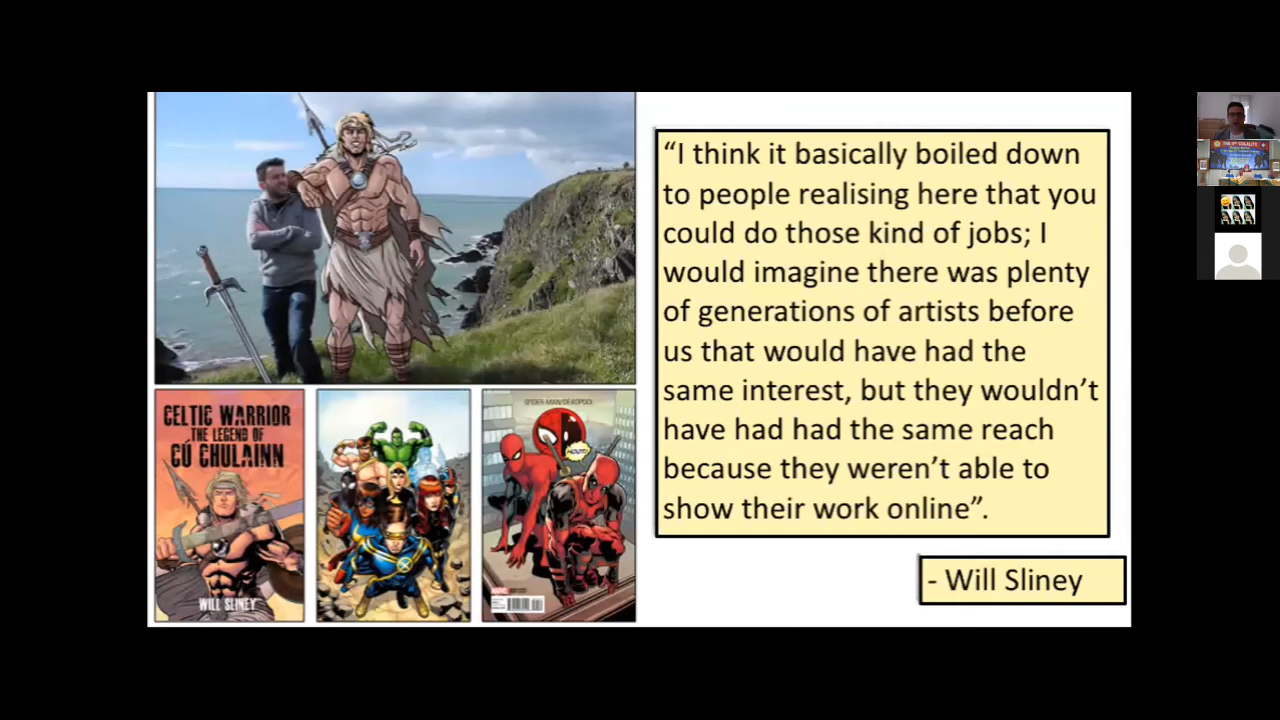 “I think it basically boiled down
to people realising here that you
could do those kind of jobs; I
would imagine there was plenty
of generations of artists before
us that would have had the
same interest, but they wouldn’t
have had had the same reach
because they weren’t able to
show their work online”.
- Will Sliney
CELTIC WARRIOR
THE LEGEND OF
CÚ CHULAINN
WILL SLINEY
SPIDER-MAN/DEADPOOL
HOOT!
MARVEL